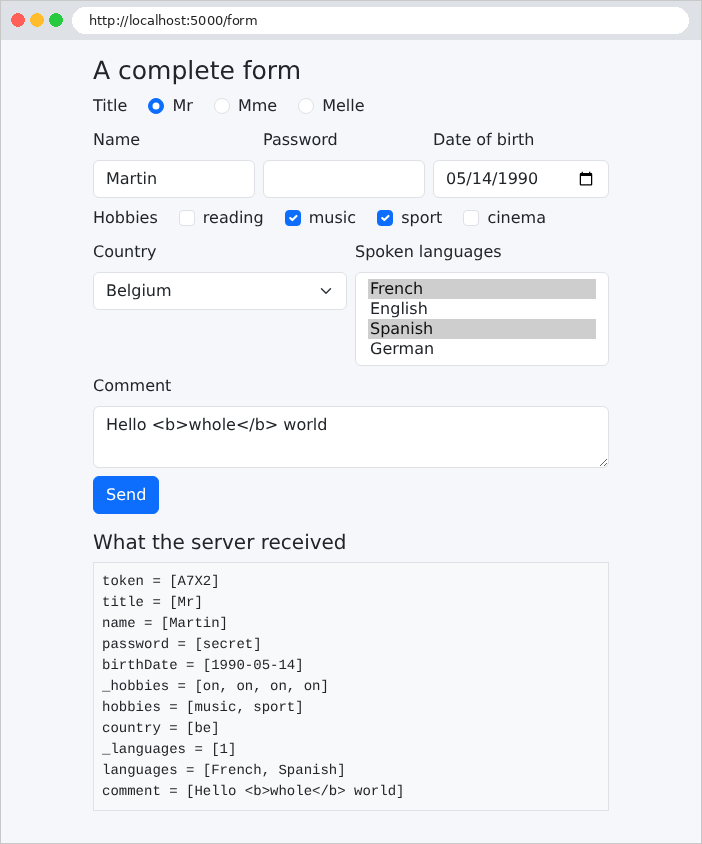 http://localhost:5000/form
A complete form
Title Mr Mme Melle
Name Password Date of birth
Martin 05/14/1990
Hobbies reading music sport cinema
Country Spoken languages
Belgium
French
English
Spanish
German
Comment
Hello <b>whole</b> world
Send
What the server received
token = [A7X2]
title = [Mr]
name = [Martin]
password = [secret]
birthDate = [1990-05-14]
_hobbies = [on, on, on, on]
hobbies = [music, sport]
country = [be]
_languages = [1]
languages = [French, Spanish]
comment = [Hello <b>whole</b> world]